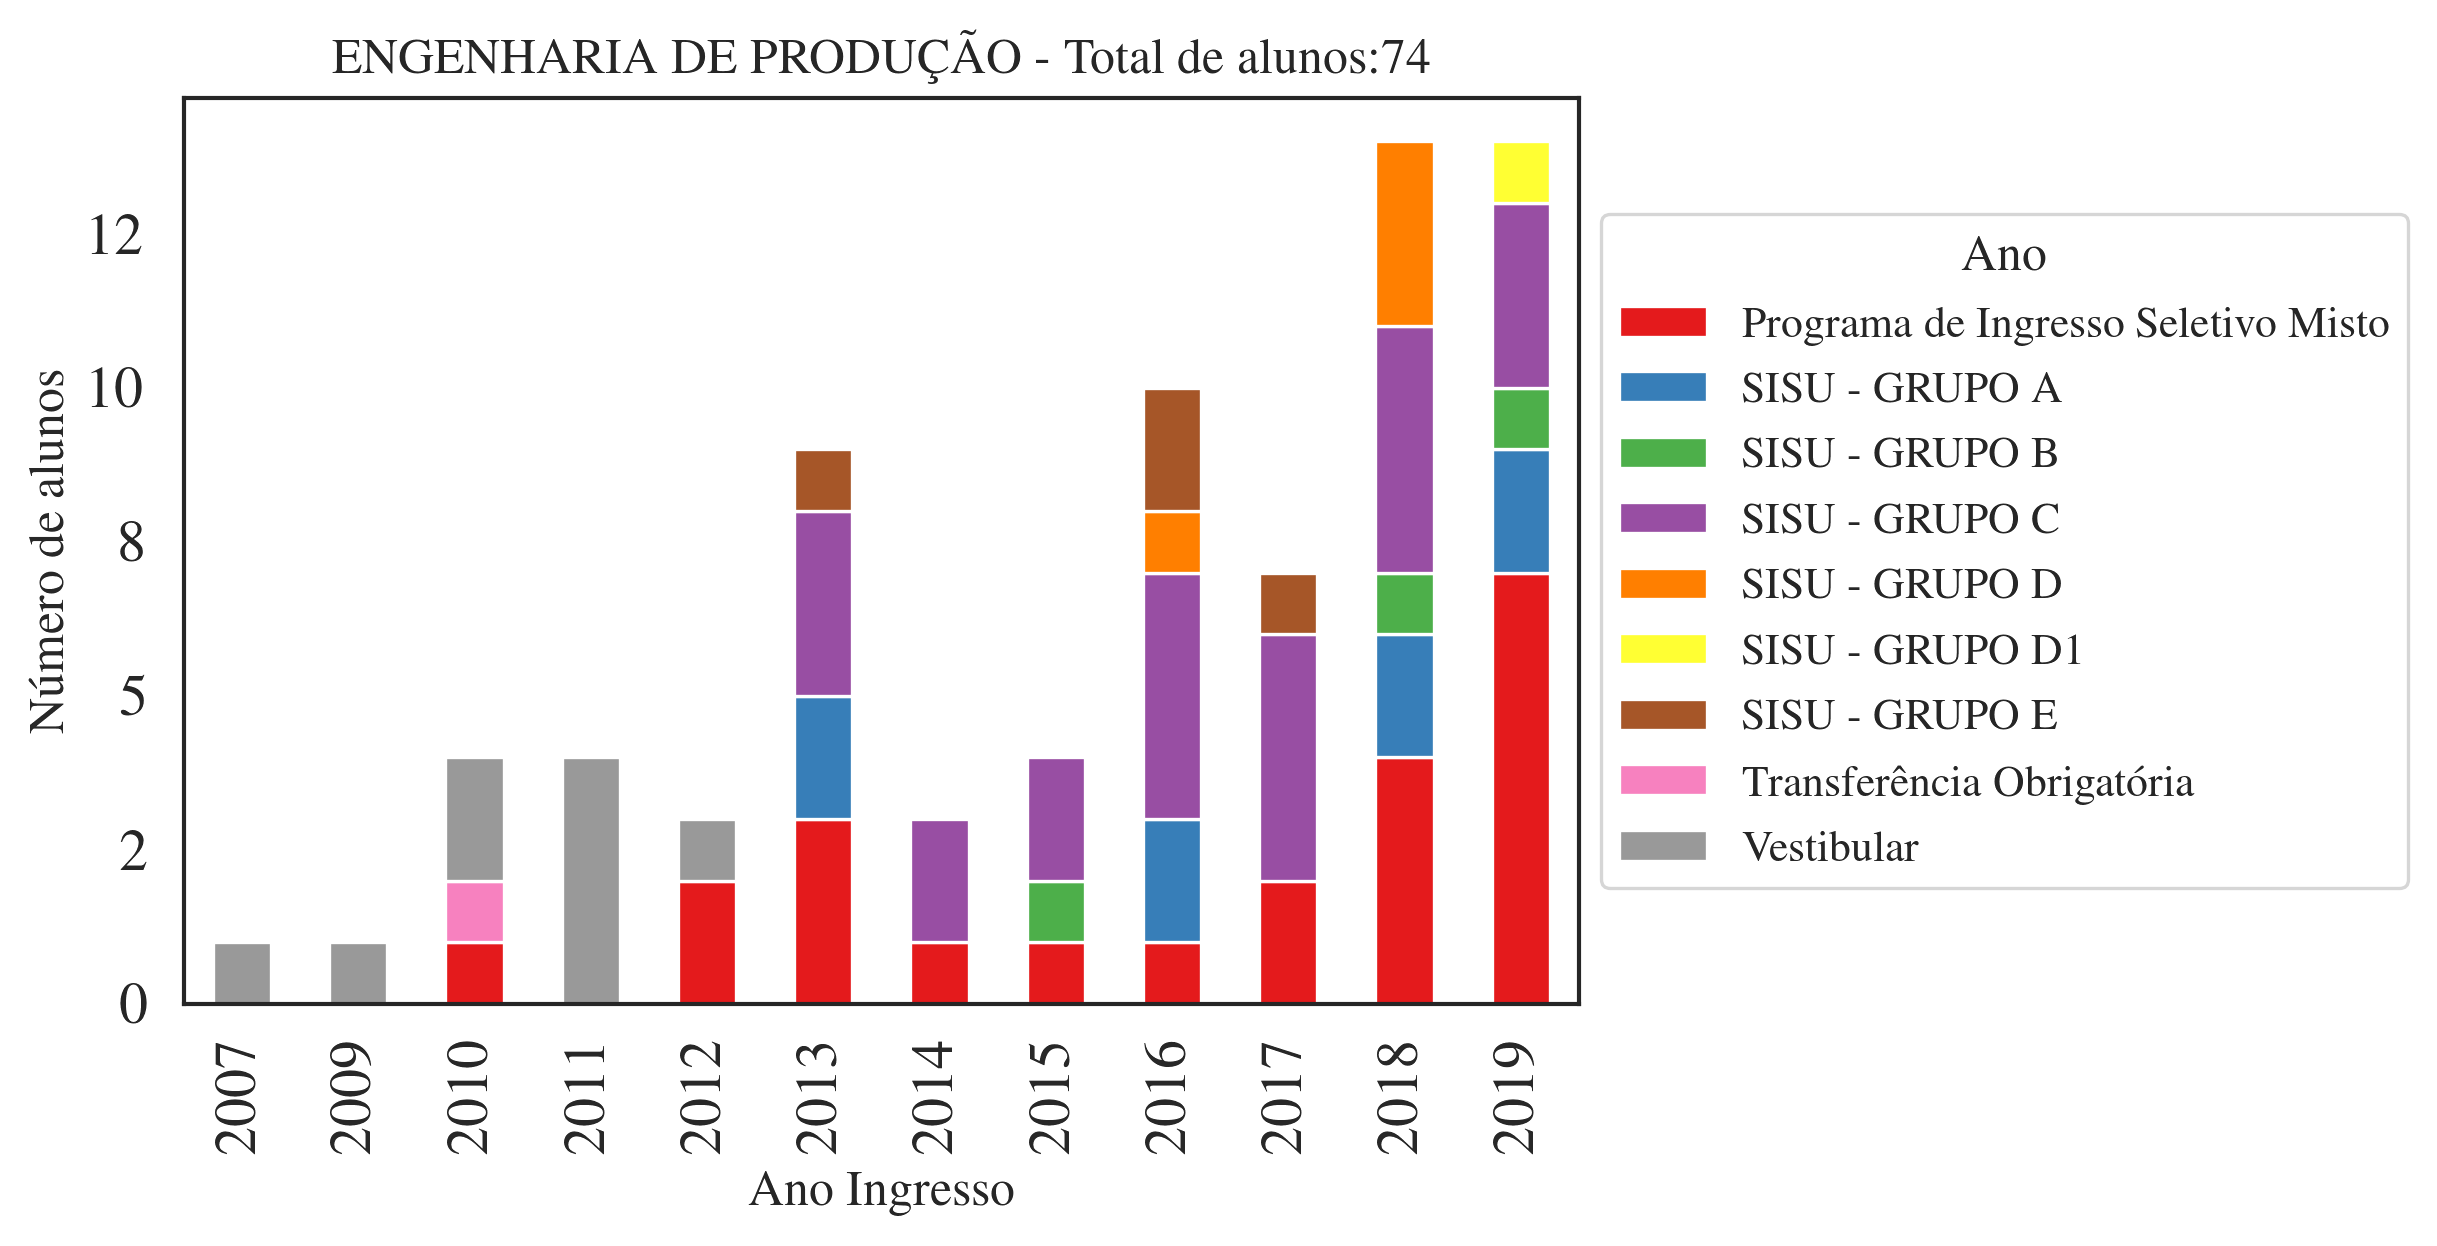 ENGENHARIA DE PRODUÇÃO - Total de alunos:74
Número de alunos
12
10
8
5
2
0
2007
2009
2010
2011
2012
2013
2014
2015
2016
2017
2018
2019
Ano Ingresso
Ano
Programa de Ingresso Seletivo Misto
SISU - GRUPO A
SISU - GRUPO B
SISU - GRUPO C
SISU - GRUPO D
SISU - GRUPO D1
SISU - GRUPO E
Transferência Obrigatória
Vestibular